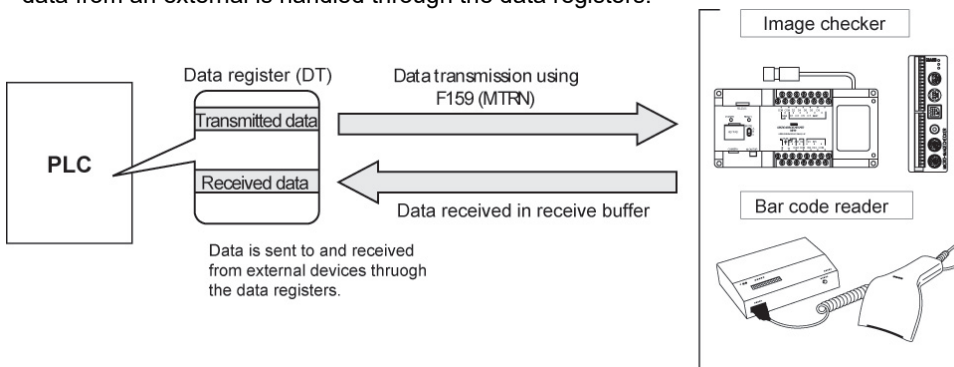 data from an external is handled through the data registers.
Image checker
Data register (DT)
Data transmission using
F159 (MTRN)
Transmitted data
PLC
Received data
Data received in receive buffer
Bar code reader
Data is sent to and received
from external devices thruogh
the data registers.